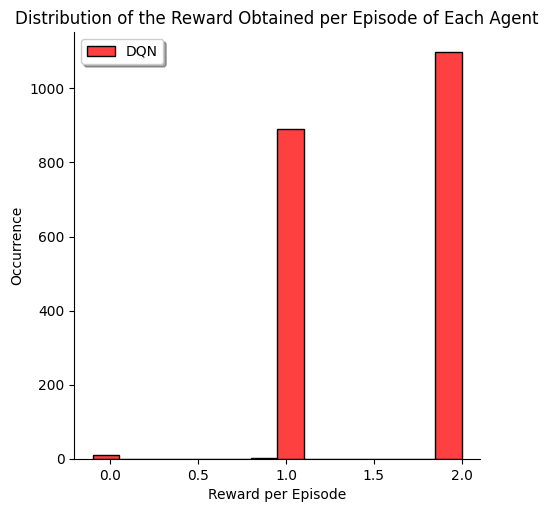 Distribution of the Reward Obtained per Episode of Each Agent
DQN
1000
800
600
400
200
0
Occurrence
0.0 0.5 1.0 1.5 2.0
Reward per Episode